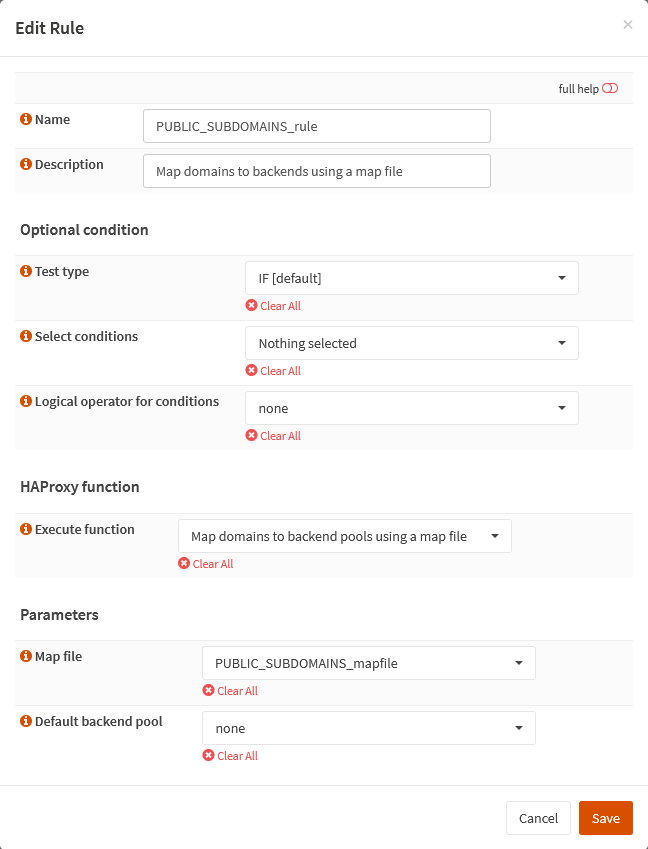 Edit Rule
×
full help
Name
PUBLIC_SUBDOMAINS_rule
Description
Map domains to backends using a map file
Optional condition
Test type
IF [default]
Clear All
Select conditions
Nothing selected
Clear All
Logical operator for conditions
none
Clear All
HAProxy function
Execute function
Map domains to backend pools using a map file
Clear All
Parameters
Map file
PUBLIC_SUBDOMAINS_mapfile
Clear All
Default backend pool
none
Clear All
Cancel
Save